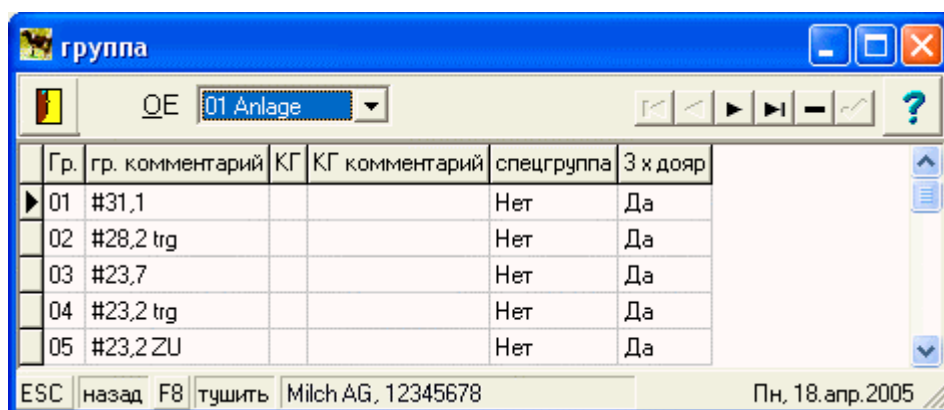 группа
OE 01 Anlage ?
Гр. гр. комментарий КГ КГ комментарий спецгруппа 3 х дояр
01 #31,1 Нет Да
02 #28,2 trg Нет Да
03 #23,7 Нет Да
04 #23,2 trg Нет Да
05 #23,2 ZU Нет Да
ESC назад F8 тушить Milch AG, 12345678 Пн, 18.апр.2005